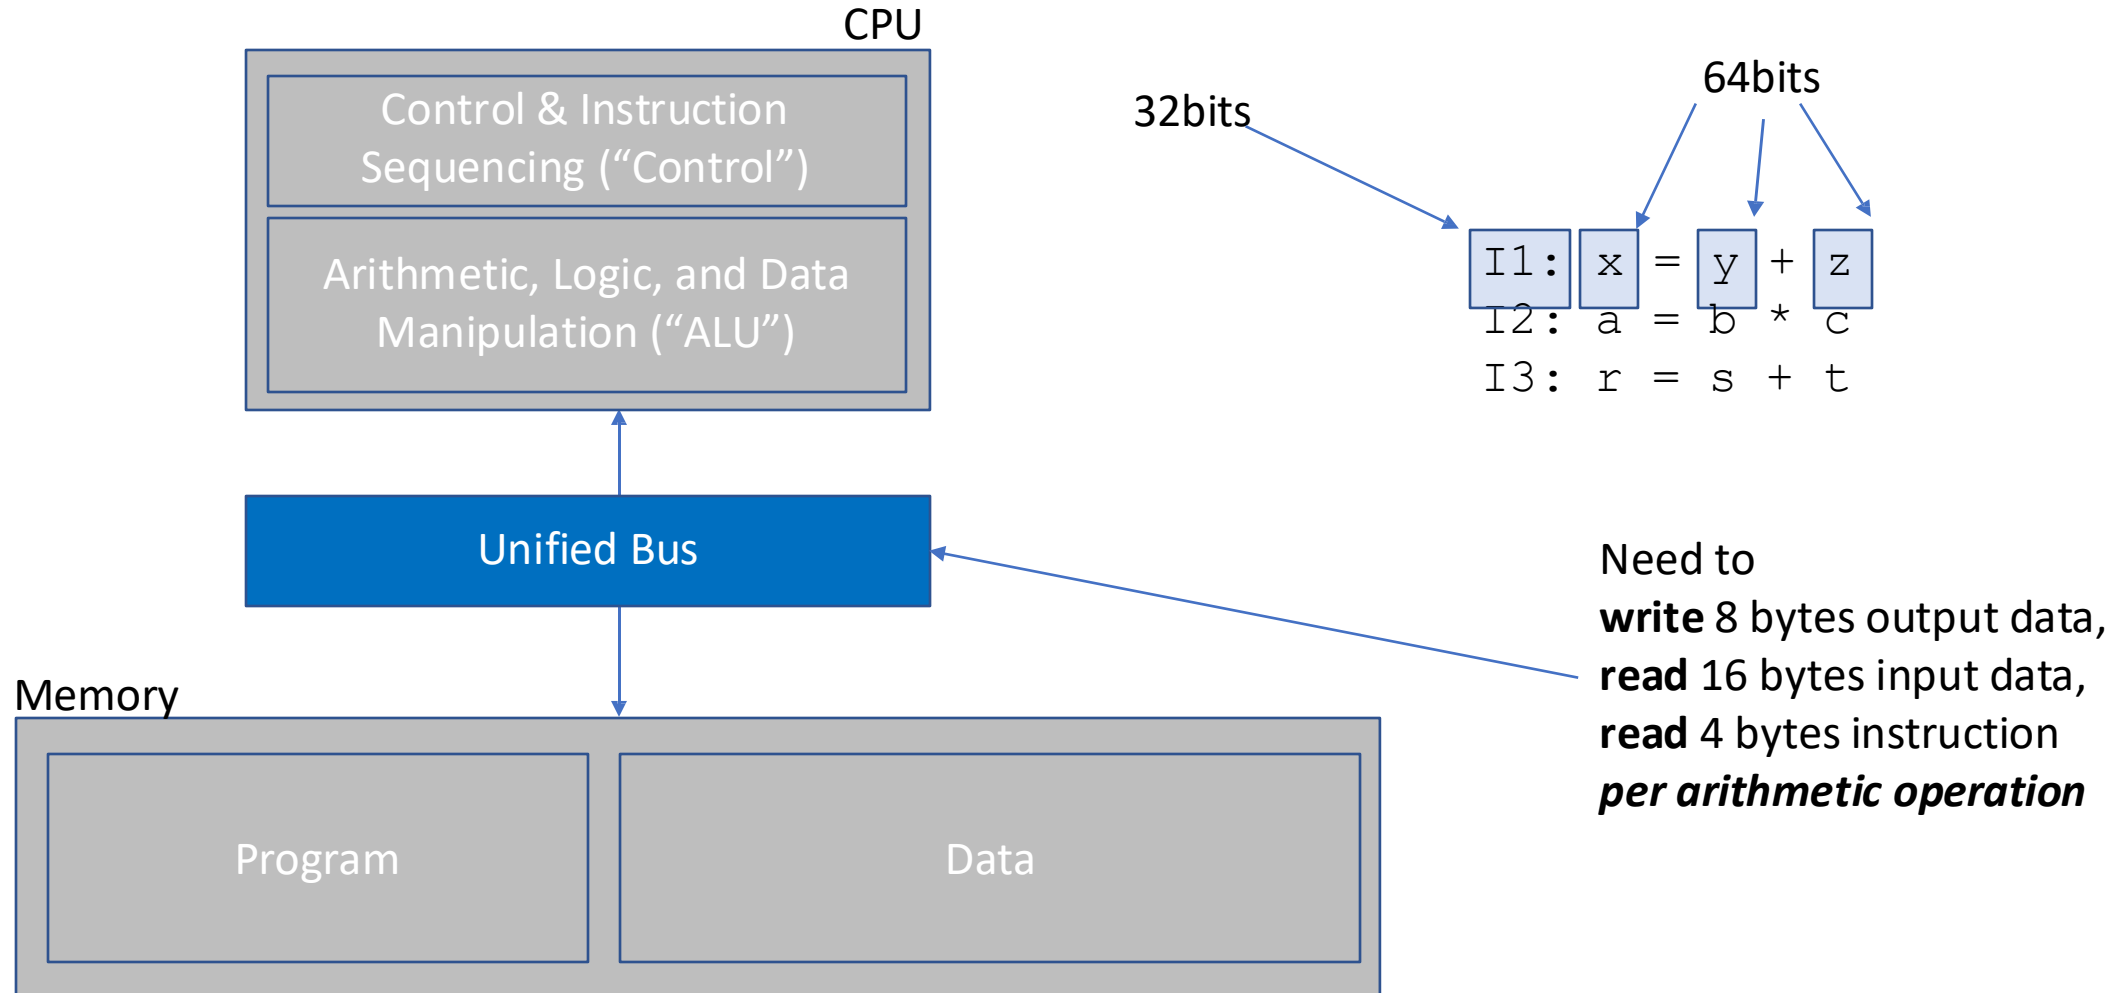 CPU
Control & Instruction
Sequencing (“Control”)
Arithmetic, Logic, and Data
Manipulation (“ALU”)
Unified Bus
Memory
Program
Data
32bits
64bits
I1: x = y + z
I2: a = b * c
I3: r = s + t
Need to
write 8 bytes output data,
read 16 bytes input data,
read 4 bytes instruction
per arithmetic operation